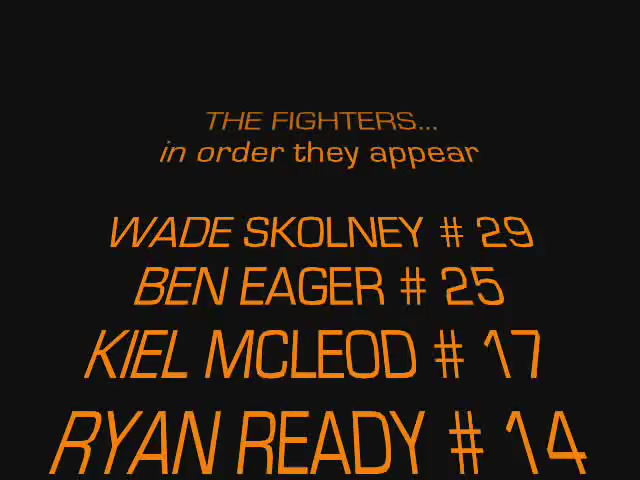 THE FIGHTERS...
in order they appear
WADE SKOLNEY # 29
BEN EAGER # 25
KIEL MCLEOD # 17
RYAN READY # 14